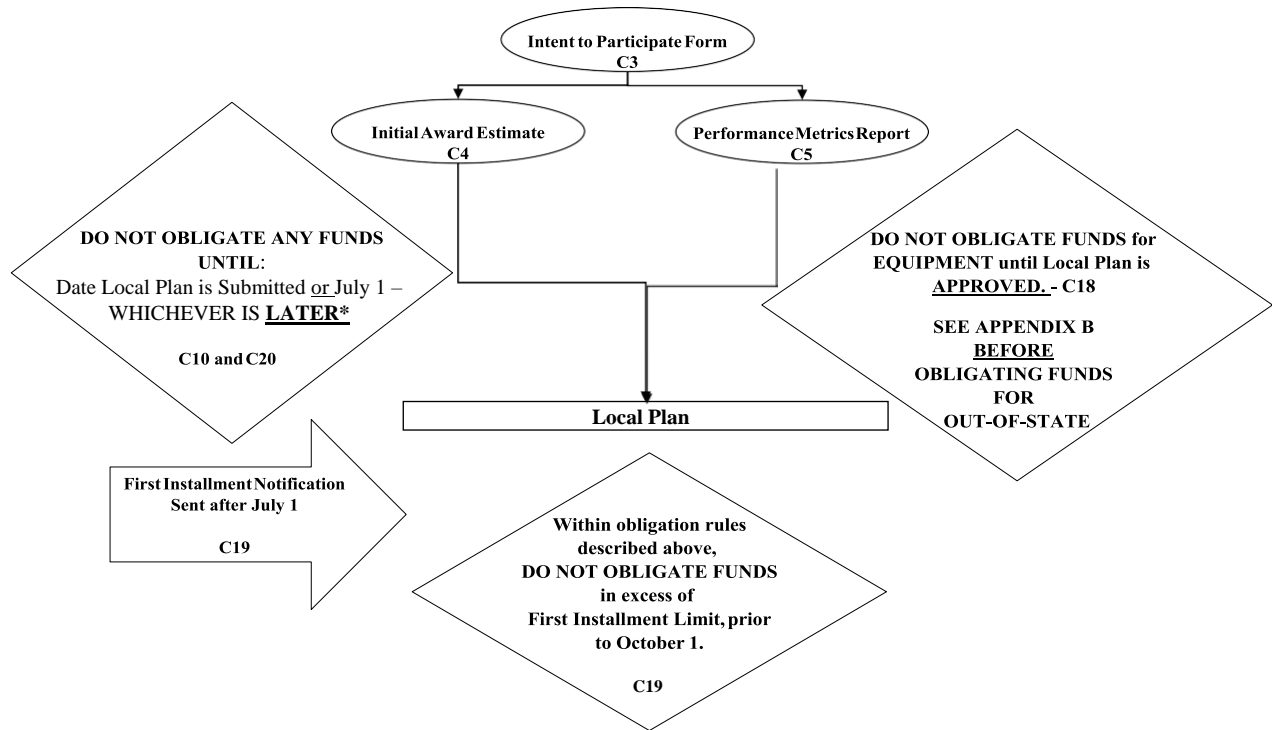 Intent to Participate Form
C3
Initial Award Estimate
C4
Performance Metrics Report
C5
DO NOT OBLIGATE ANY FUNDS
UNTIL:
Date Local Plan is Submitted or July 1 –
WHICHEVER IS LATER*
C10 and C20
DO NOT OBLIGATE FUNDS for
EQUIPMENT until Local Plan is
APPROVED. - C18
SEE APPENDIX B
BEFORE
OBLIGATING FUNDS
FOR
OUT-OF-STATE
Local Plan
First Installment Notification
Sent after July 1
C19
Within obligation rules
described above,
DO NOT OBLIGATE FUNDS
in excess of
First Installment Limit, prior
to October 1.
C19